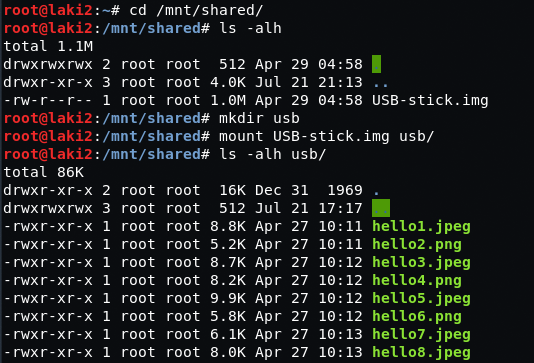 root@laki2:~# cd /mnt/shared/
root@laki2:/mnt/shared# ls -alh
total 1.1M
drwxrwxrwx 2 root root  512 Apr 29 04:58 .
drwxr-xr-x 3 root root 4.0K Jul 21 21:13 ..
-rw-r--r-- 1 root root 1.0M Apr 29 04:58 USB-stick.img
root@laki2:/mnt/shared# mkdir usb
root@laki2:/mnt/shared# mount USB-stick.img usb/
root@laki2:/mnt/shared# ls -alh usb/
total 86K
drwxr-xr-x 2 root root  16K Dec 31  1969 .
drwxrwxrwx 3 root root  512 Jul 21 17:17 ..
-rwxr-xr-x 1 root root 8.8K Apr 27 10:11 hello1.jpeg
-rwxr-xr-x 1 root root 5.2K Apr 27 10:11 hello2.png
-rwxr-xr-x 1 root root 8.7K Apr 27 10:12 hello3.jpeg
-rwxr-xr-x 1 root root 8.2K Apr 27 10:12 hello4.png
-rwxr-xr-x 1 root root 9.9K Apr 27 10:12 hello5.jpeg
-rwxr-xr-x 1 root root 5.8K Apr 27 10:12 hello6.png
-rwxr-xr-x 1 root root 6.1K Apr 27 10:13 hello7.jpeg
-rwxr-xr-x 1 root root 8.0K Apr 27 10:13 hello8.jpeg